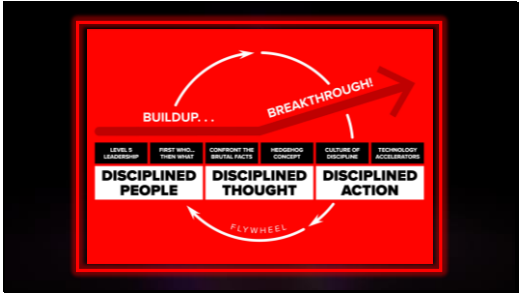 BUILDUP. . .
BREAKTHROUGH!
LEVEL 5
LEADERSHIP
FIRST WHO...
THEN WHAT
CONFRONT THE
BRUTAL FACTS
HEDGEHOG
CONCEPT
CULTURE OF
DISCIPLINE
TECHNOLOGY
ACCELERATORS
DISCIPLINED
PEOPLE
DISCIPLINED
THOUGHT
DISCIPLINED
ACTION
FLYWHEEL